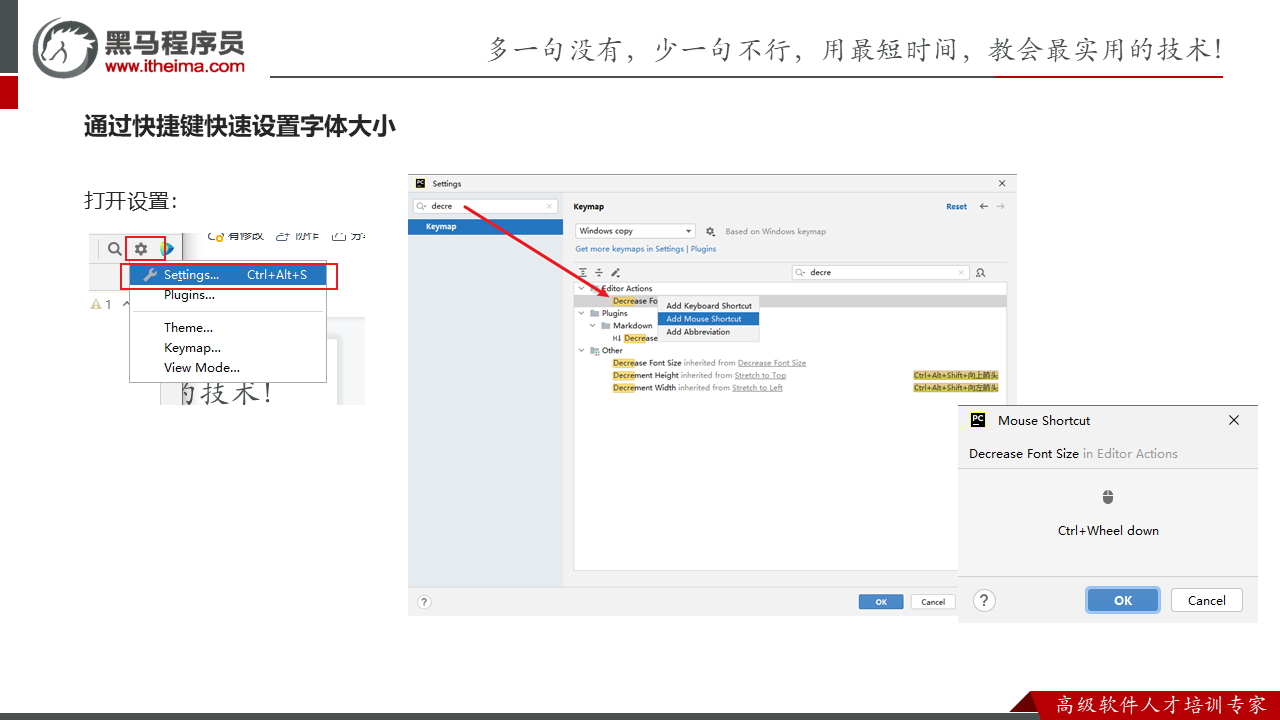 黑马程序员
www.itheima.com
多一句没有，少一句不行，用最短时间，教会最实用的技术！
通过快捷键快速设置字体大小
打开设置：
有修改 协作
Settings... Ctrl+Alt+S
Plugins...
1
Theme...
Keymap...
View Mode...
的技术！
PC Settings
decre
Keymap
Keymap
Reset
Windows copy
Based on Windows keymap
Get more keymaps in Settings | Plugins
decre
Editor Actions
Decrease Fo
Add Keyboard Shortcut
Add Mouse Shortcut
Add Abbreviation
Plugins
Markdown
H↓ Decrease
Other
Decrease Font Size inherited from Decrease Font Size
Decrement Height inherited from Stretch to Top Ctrl+Alt+Shift+向上箭头
Decrement Width inherited from Stretch to Left Ctrl+Alt+Shift+向左箭头
?
OK
Cancel
PC Mouse Shortcut
Decrease Font Size in Editor Actions
Ctrl+Wheel down
?
OK
Cancel
高级软件人才培训专家